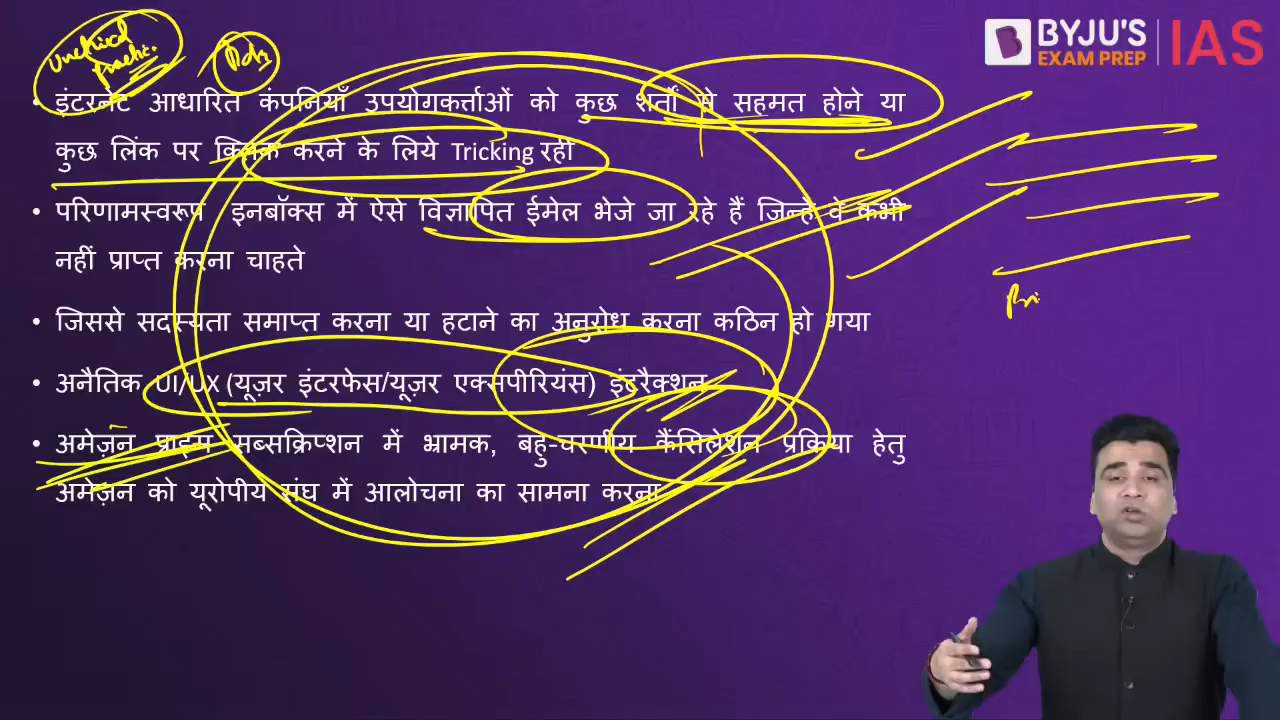 Unethical
Practic.
BYJU'S
EXAM PREP
IAS
• इंटरनेट आधारित कंपनियाँ उपयोगकर्त्ताओं को कुछ शर्तों से सहमत होने या
कुछ लिंक पर क्लिक करने के लिये Tricking रही
• परिणामस्वरूप इनबॉक्स में ऐसे विज्ञापित ईमेल भेजे जा रहे हैं जिन्हें वे कभी
नहीं प्राप्त करना चाहते
• जिससे सदस्यता समाप्त करना या हटाने का अनुरोध करना कठिन हो गया
• अनैतिक UI/UX (यूज़र इंटरफेस/यूज़र एक्सपीरियंस) इंटरैक्शन
• अमेज़न प्राइम सब्सक्रिप्शन में भ्रामक, बहु-चरणीय कैंसिलेशन प्रकिया हेतु
अमेज़न को यूरोपीय संघ में आलोचना का सामना करना